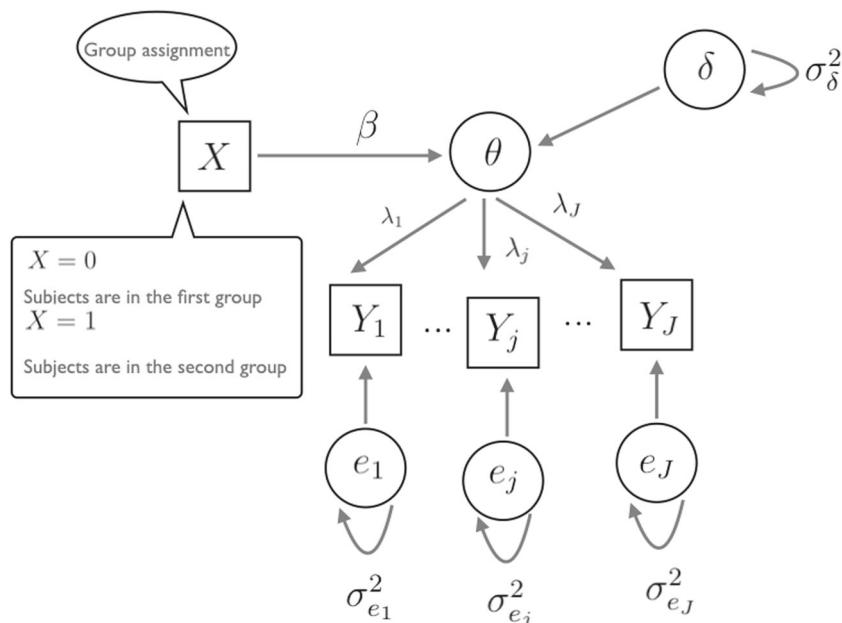 Group assignment
δ
σ²_δ
X
β
θ
λ₁
λ_j
λ_J
X = 0
Subjects are in the first group
X = 1
Subjects are in the second group
Y₁
...
Y_j
...
Y_J
e₁
e_j
e_J
σ²_{e₁}
σ²_{e_j}
σ²_{e_J}